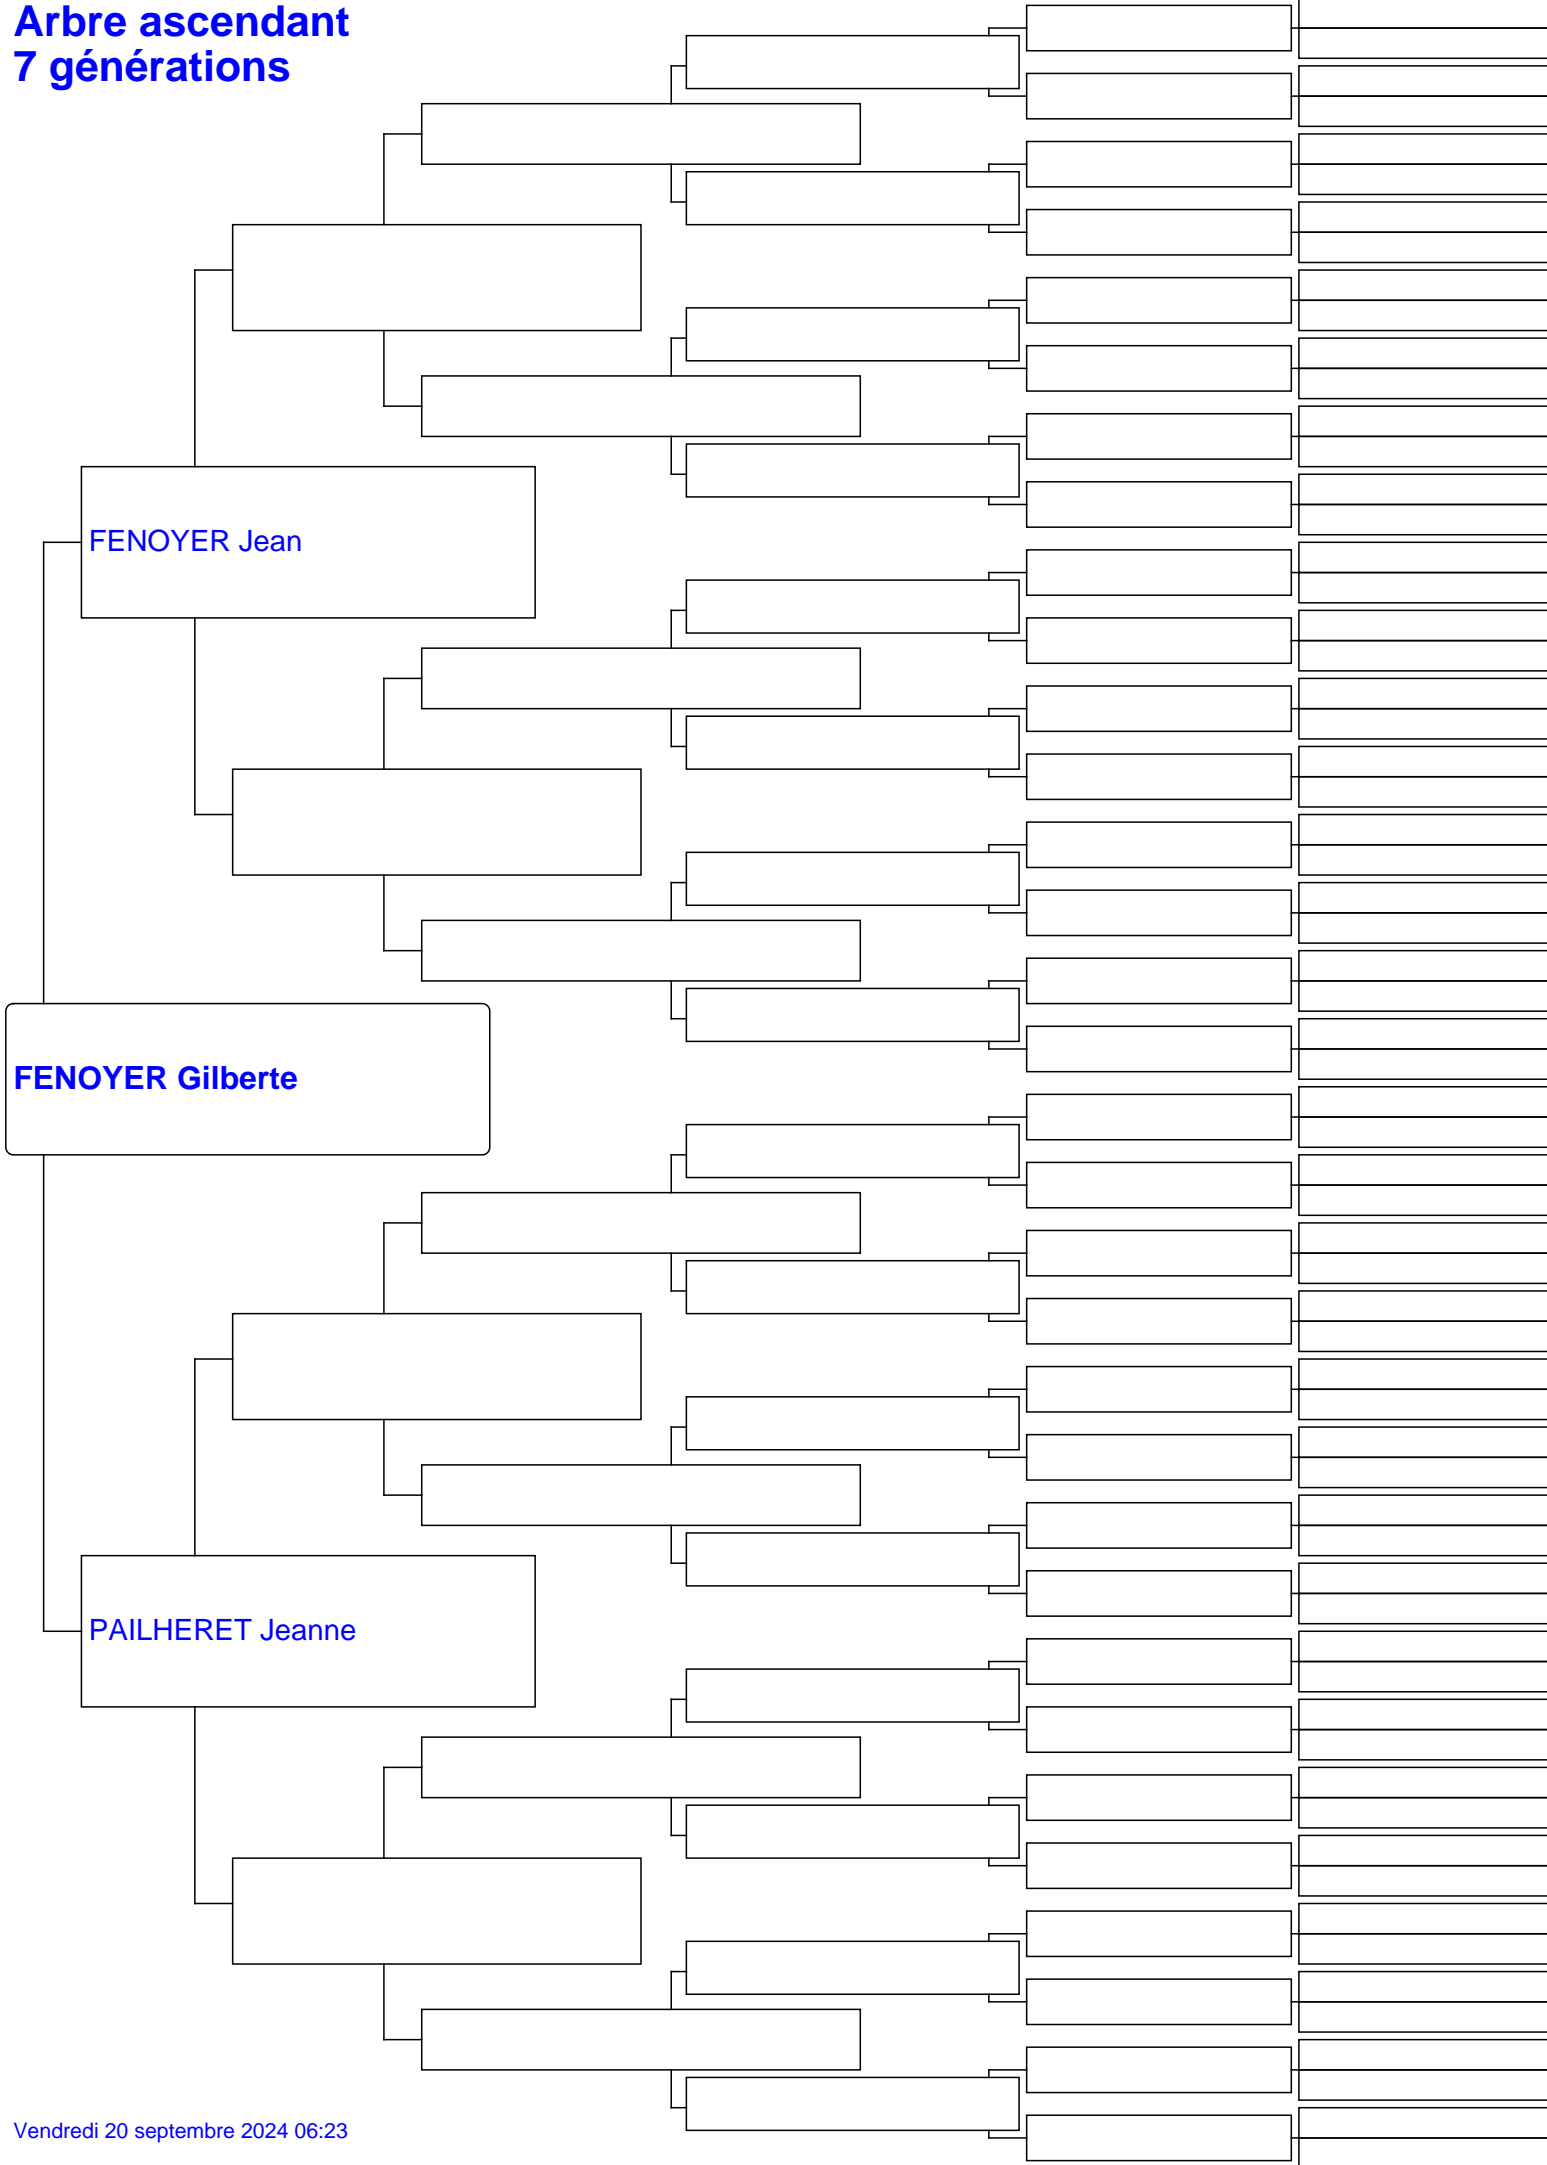 Arbre ascendant
7 générations
FENOYER Jean
FENOYER Gilberte
PAILHERET Jeanne
Vendredi 20 septembre 2024 06:23